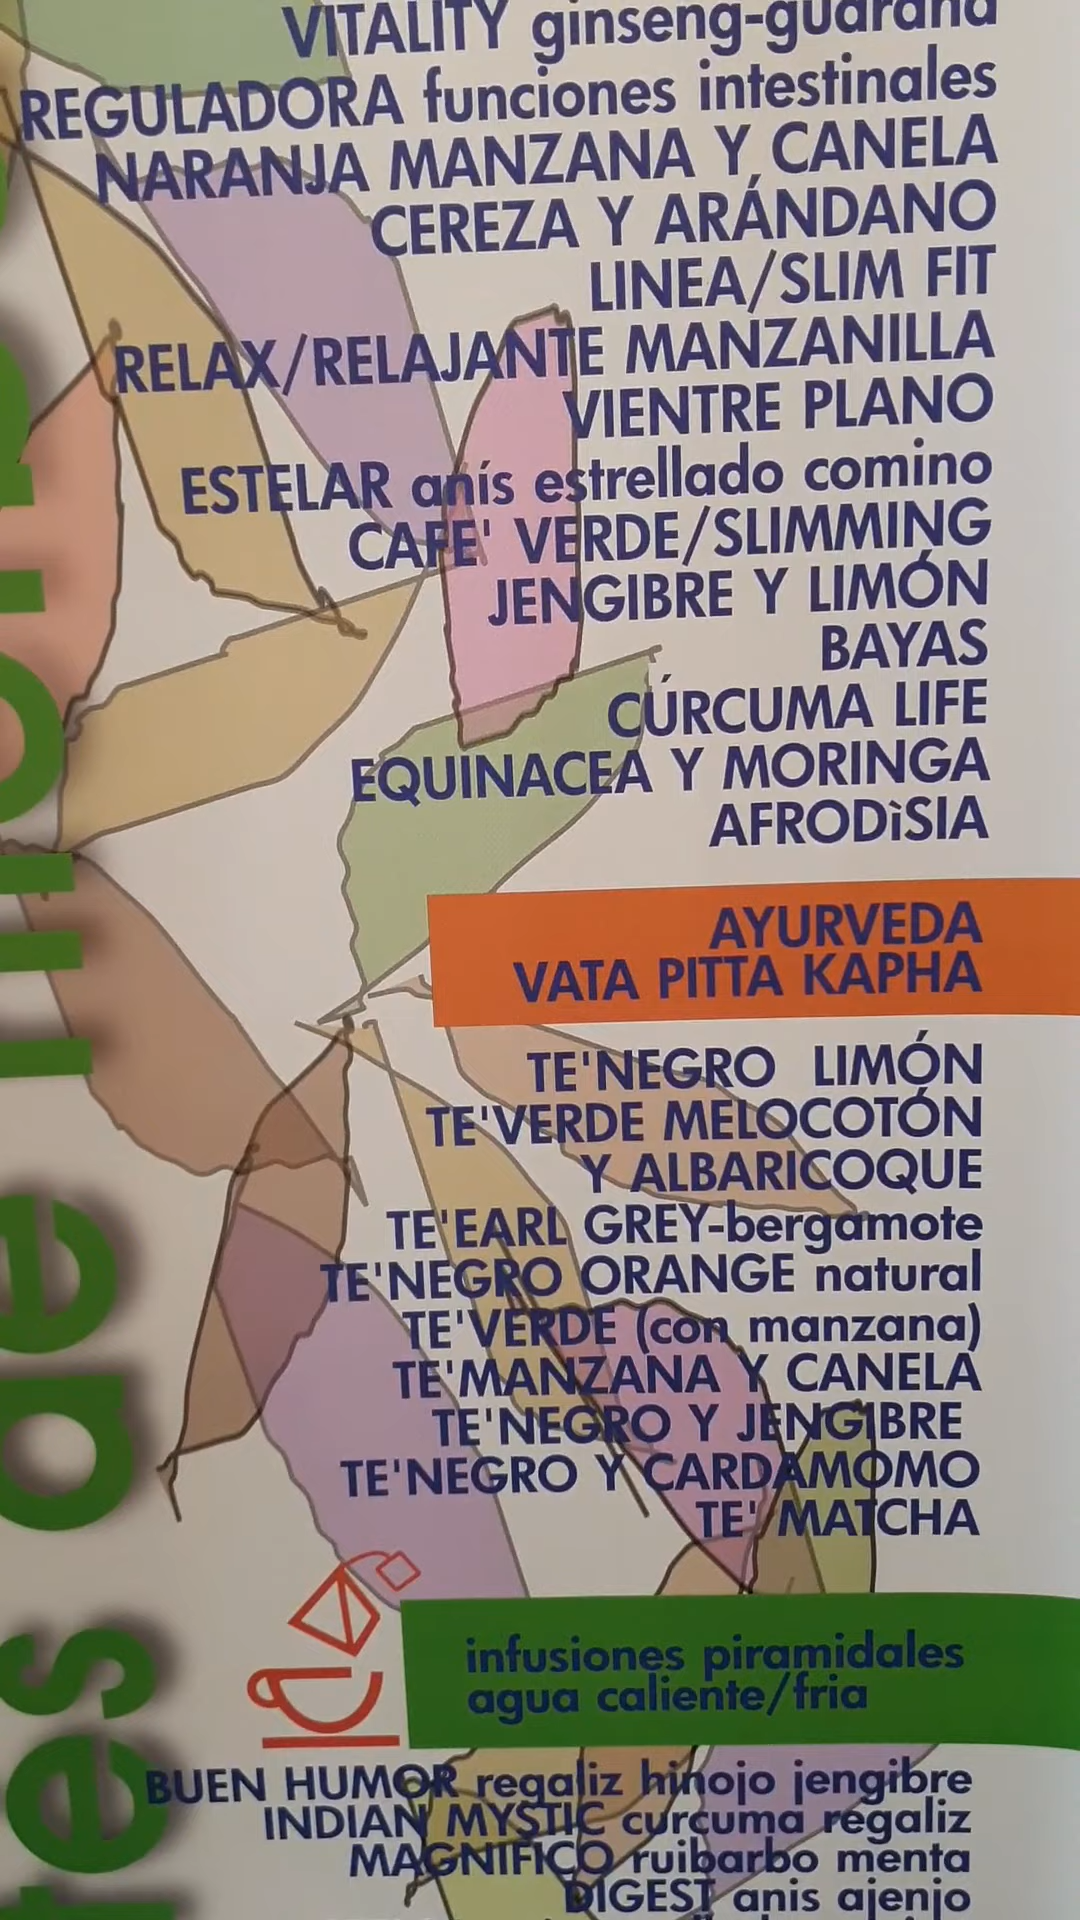 VITALITY ginseng-guaraná
REGULADORA funciones intestinales
NARANJA MANZANA Y CANELA
CEREZA Y ARÁNDANO
LINEA/SLIM FIT
RELAX/RELAJANTE MANZANILLA
VIENTRE PLANO
ESTELAR anís estrellado comino
CAFE' VERDE/SLIMMING
JENGIBRE Y LIMÓN
BAYAS
CÚRCUMA LIFE
EQUINACEA Y MORINGA
AFRODìSIA
AYURVEDA
VATA PITTA KAPHA
TE'NEGRO LIMÓN
TE'VERDE MELOCOTÓN
Y ALBARICOQUE
TE'EARL GREY-bergamote
TE'NEGRO ORANGE natural
TE'VERDE (con manzana)
TE'MANZANA Y CANELA
TE'NEGRO Y JENGIBRE
TE'NEGRO Y CARDAMOMO
TE' MATCHA
infusiones piramidales
agua caliente/fria
BUEN HUMOR regaliz hinojo jengibre
INDIAN MYSTIC curcuma regaliz
MAGNIFICO ruibarbo menta
DIGEST anis ajenjo
de